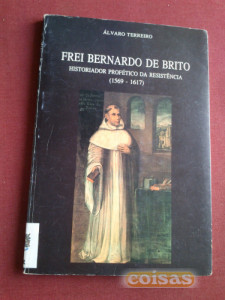 ÁLVARO TERREIRO
FREI BERNARDO DE BRITO
HISTORIADOR PROFÉTICO DA RESISTÊNCIA
(1569 - 1617)
coisas